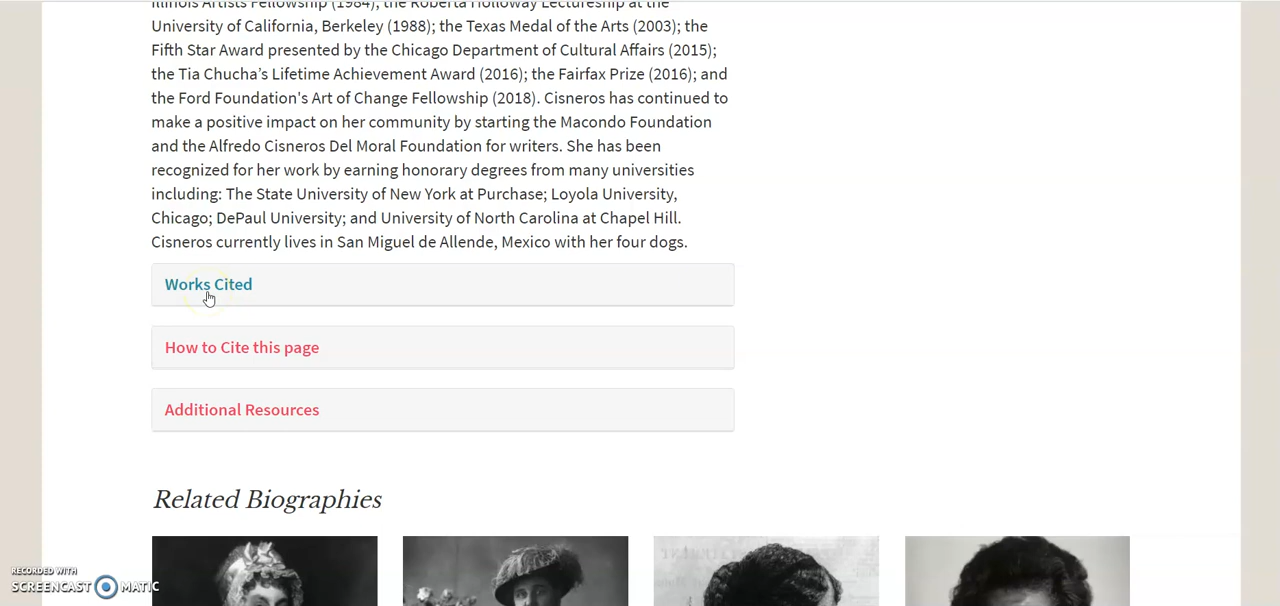 Illinois Artists Fellowship (1984); the Roberta Holloway Lectureship at the
University of California, Berkeley (1988); the Texas Medal of the Arts (2003); the
Fifth Star Award presented by the Chicago Department of Cultural Affairs (2015);
the Tia Chucha’s Lifetime Achievement Award (2016); the Fairfax Prize (2016); and
the Ford Foundation's Art of Change Fellowship (2018). Cisneros has continued to
make a positive impact on her community by starting the Macondo Foundation
and the Alfredo Cisneros Del Moral Foundation for writers. She has been
recognized for her work by earning honorary degrees from many universities
including: The State University of New York at Purchase; Loyola University,
Chicago; DePaul University; and University of North Carolina at Chapel Hill.
Cisneros currently lives in San Miguel de Allende, Mexico with her four dogs.
Works Cited
How to Cite this page
Additional Resources
Related Biographies
RECORDED WITH
SCREENCAST MATIC